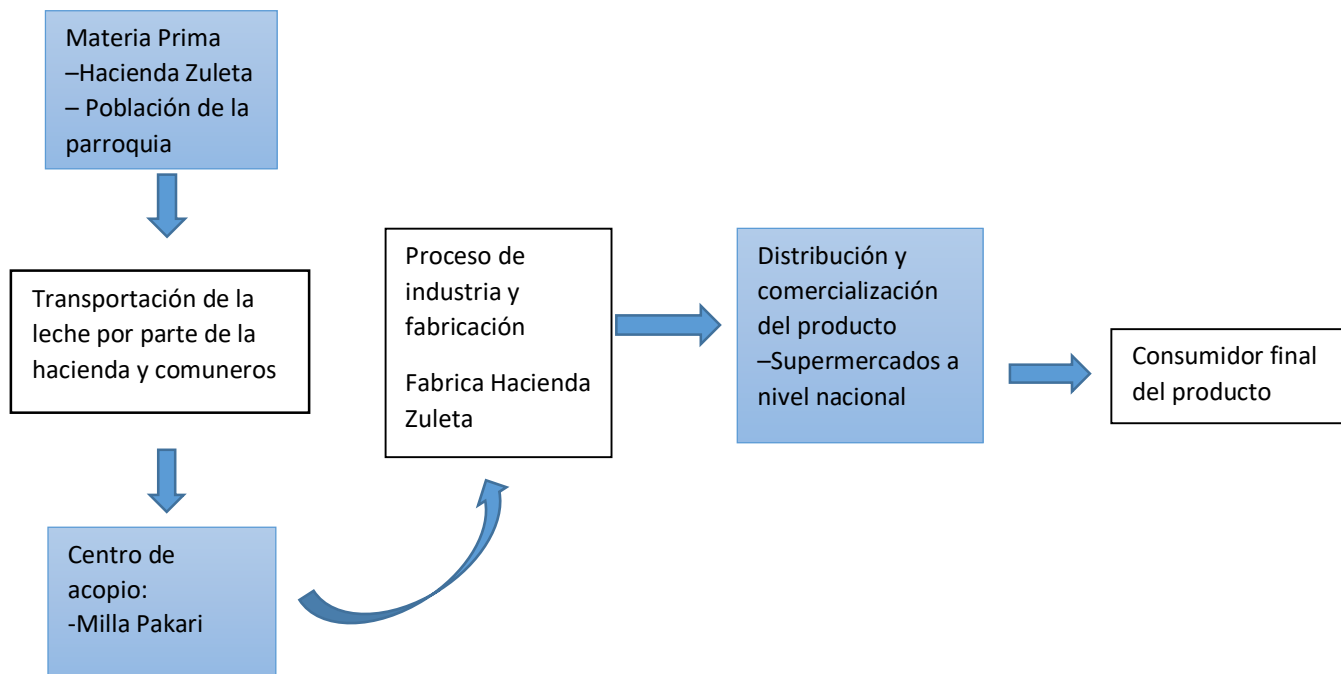 Materia Prima
–Hacienda Zuleta
– Población de la
parroquia
Transportación de la
leche por parte de la
hacienda y comuneros
Centro de
acopio:
-Milla Pakari
Proceso de
industria y
fabricación
Fabrica Hacienda
Zuleta
Distribución y
comercialización
del producto
–Supermercados a
nivel nacional
Consumidor final
del producto